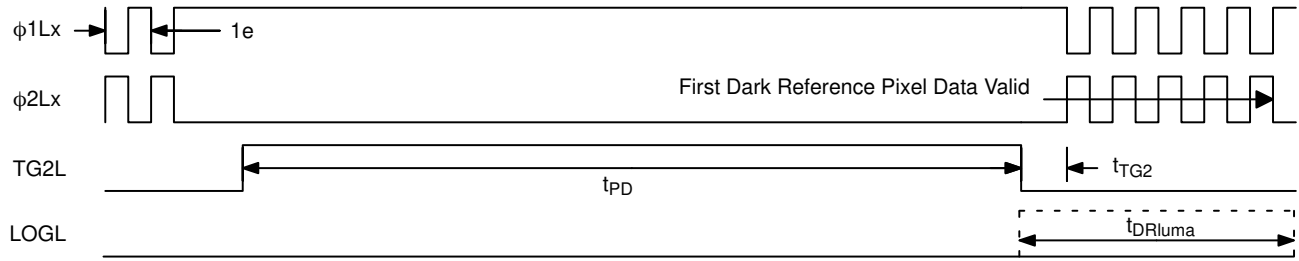 ϕ1Lx
1e
ϕ2Lx
First Dark Reference Pixel Data Valid
TG2L
tPD
tTG2
LOGL
tDRluma